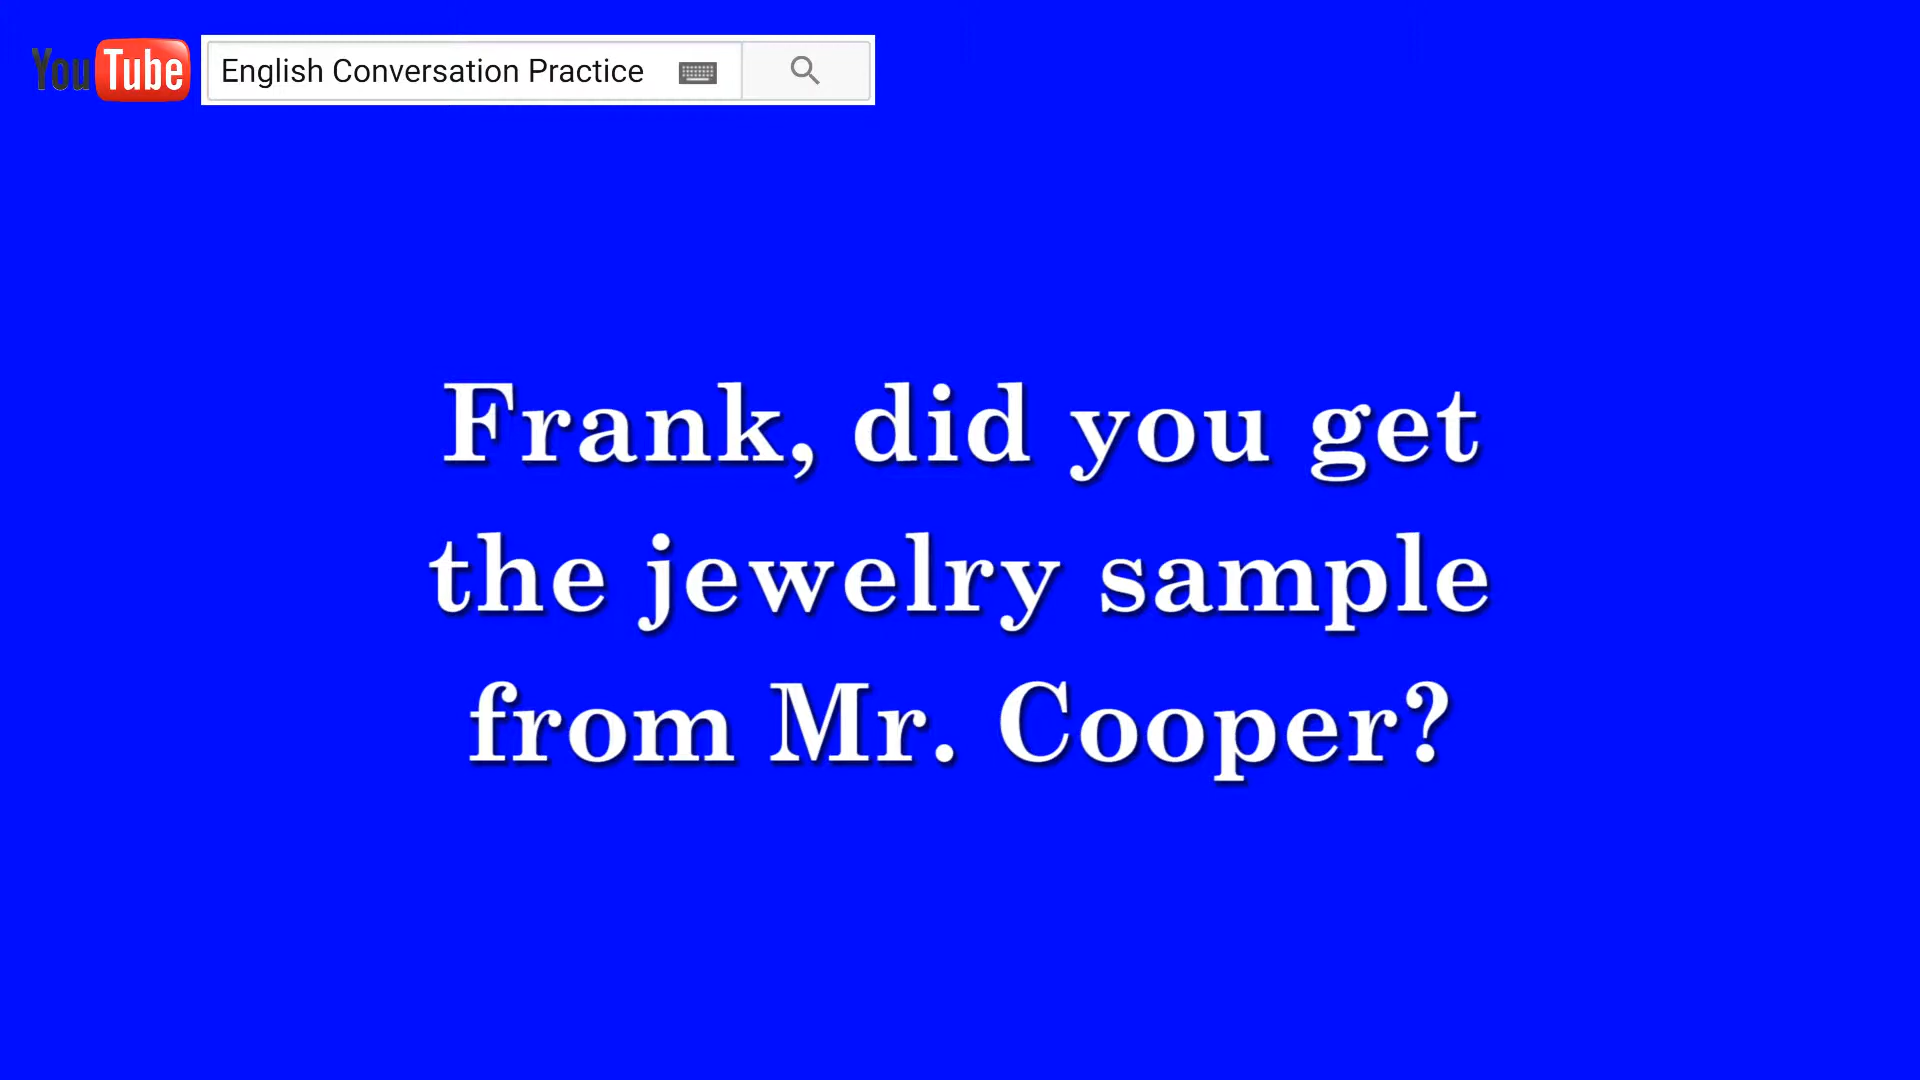 YouTube
English Conversation Practice
Frank, did you get
the jewelry sample
from Mr. Cooper?